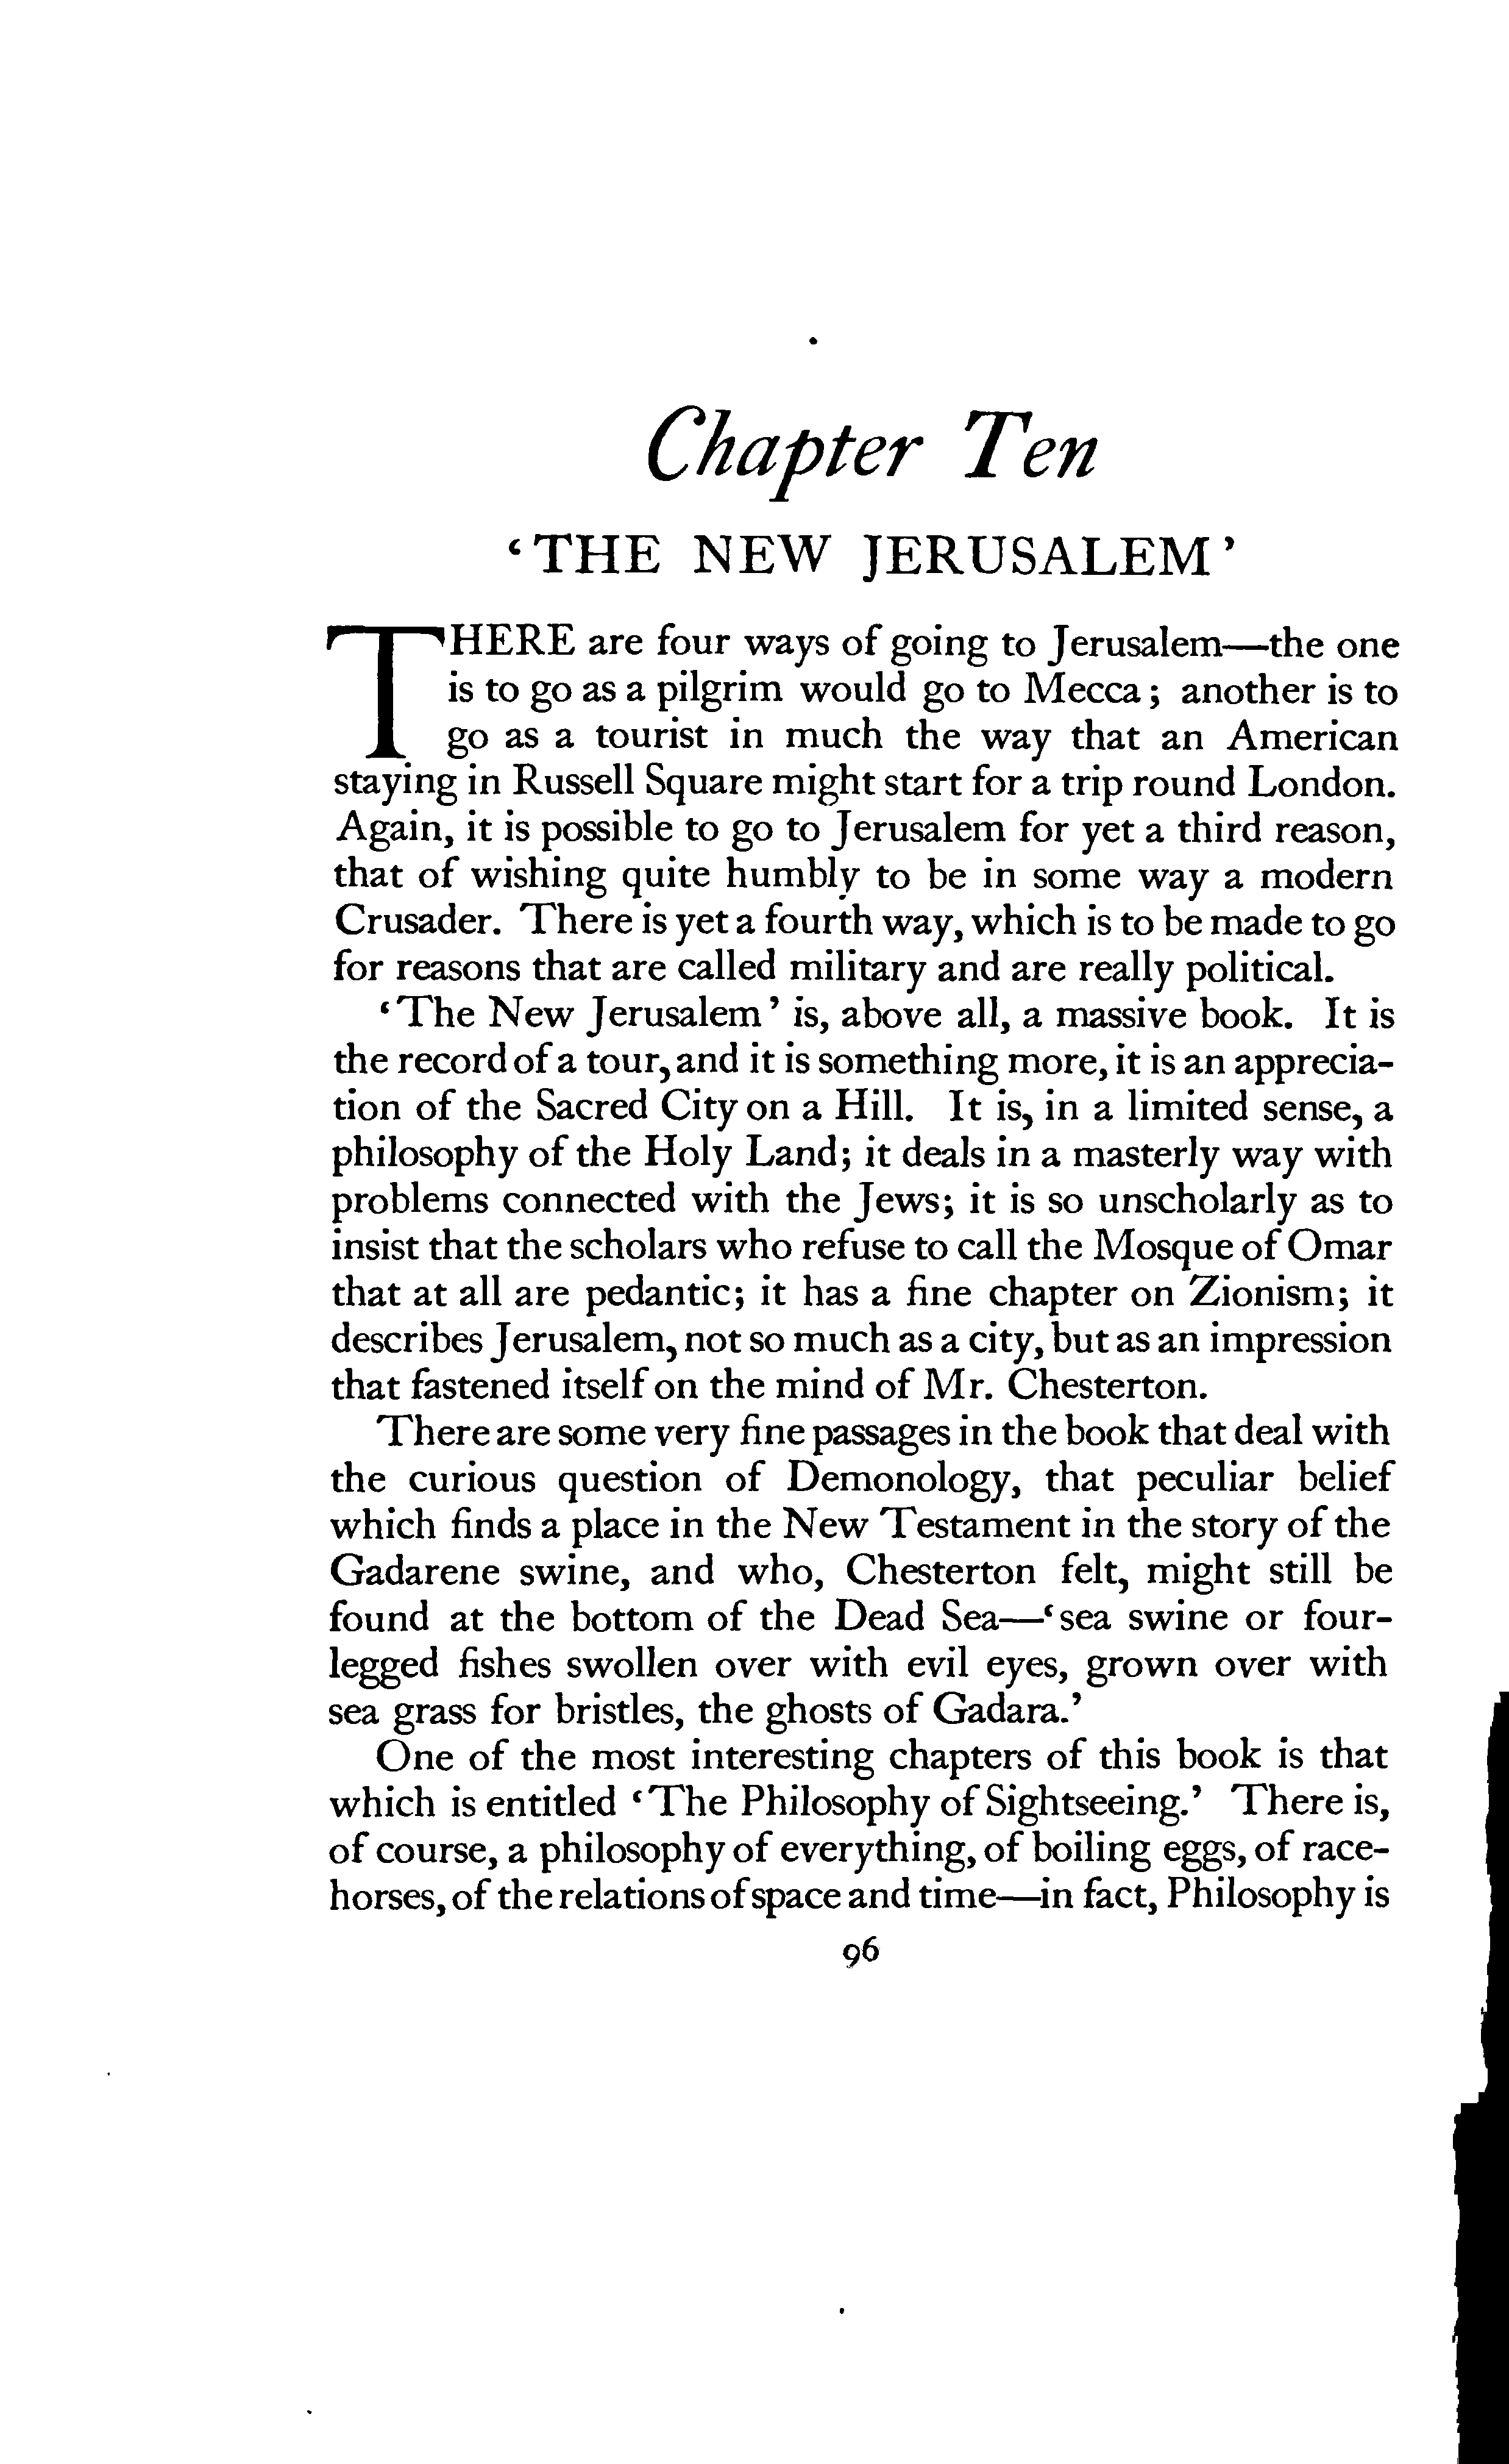 Chapter Ten
‘THE NEW JERUSALEM’
THERE are four ways of going to Jerusalem—the one
is to go as a pilgrim would go to Mecca; another is to
go as a tourist in much the way that an American
staying in Russell Square might start for a trip round London.
Again, it is possible to go to Jerusalem for yet a third reason,
that of wishing quite humbly to be in some way a modern
Crusader. There is yet a fourth way, which is to be made to go
for reasons that are called military and are really political.
‘The New Jerusalem’ is, above all, a massive book. It is
the record of a tour, and it is something more, it is an apprecia-
tion of the Sacred City on a Hill. It is, in a limited sense, a
philosophy of the Holy Land; it deals in a masterly way with
problems connected with the Jews; it is so unscholarly as to
insist that the scholars who refuse to call the Mosque of Omar
that at all are pedantic; it has a fine chapter on Zionism; it
describes Jerusalem, not so much as a city, but as an impression
that fastened itself on the mind of Mr. Chesterton.
There are some very fine passages in the book that deal with
the curious question of Demonology, that peculiar belief
which finds a place in the New Testament in the story of the
Gadarene swine, and who, Chesterton felt, might still be
found at the bottom of the Dead Sea—‘sea swine or four-
legged fishes swollen over with evil eyes, grown over with
sea grass for bristles, the ghosts of Gadara.’
One of the most interesting chapters of this book is that
which is entitled ‘The Philosophy of Sightseeing.’ There is,
of course, a philosophy of everything, of boiling eggs, of race-
horses, of the relations of space and time—in fact, Philosophy is
96